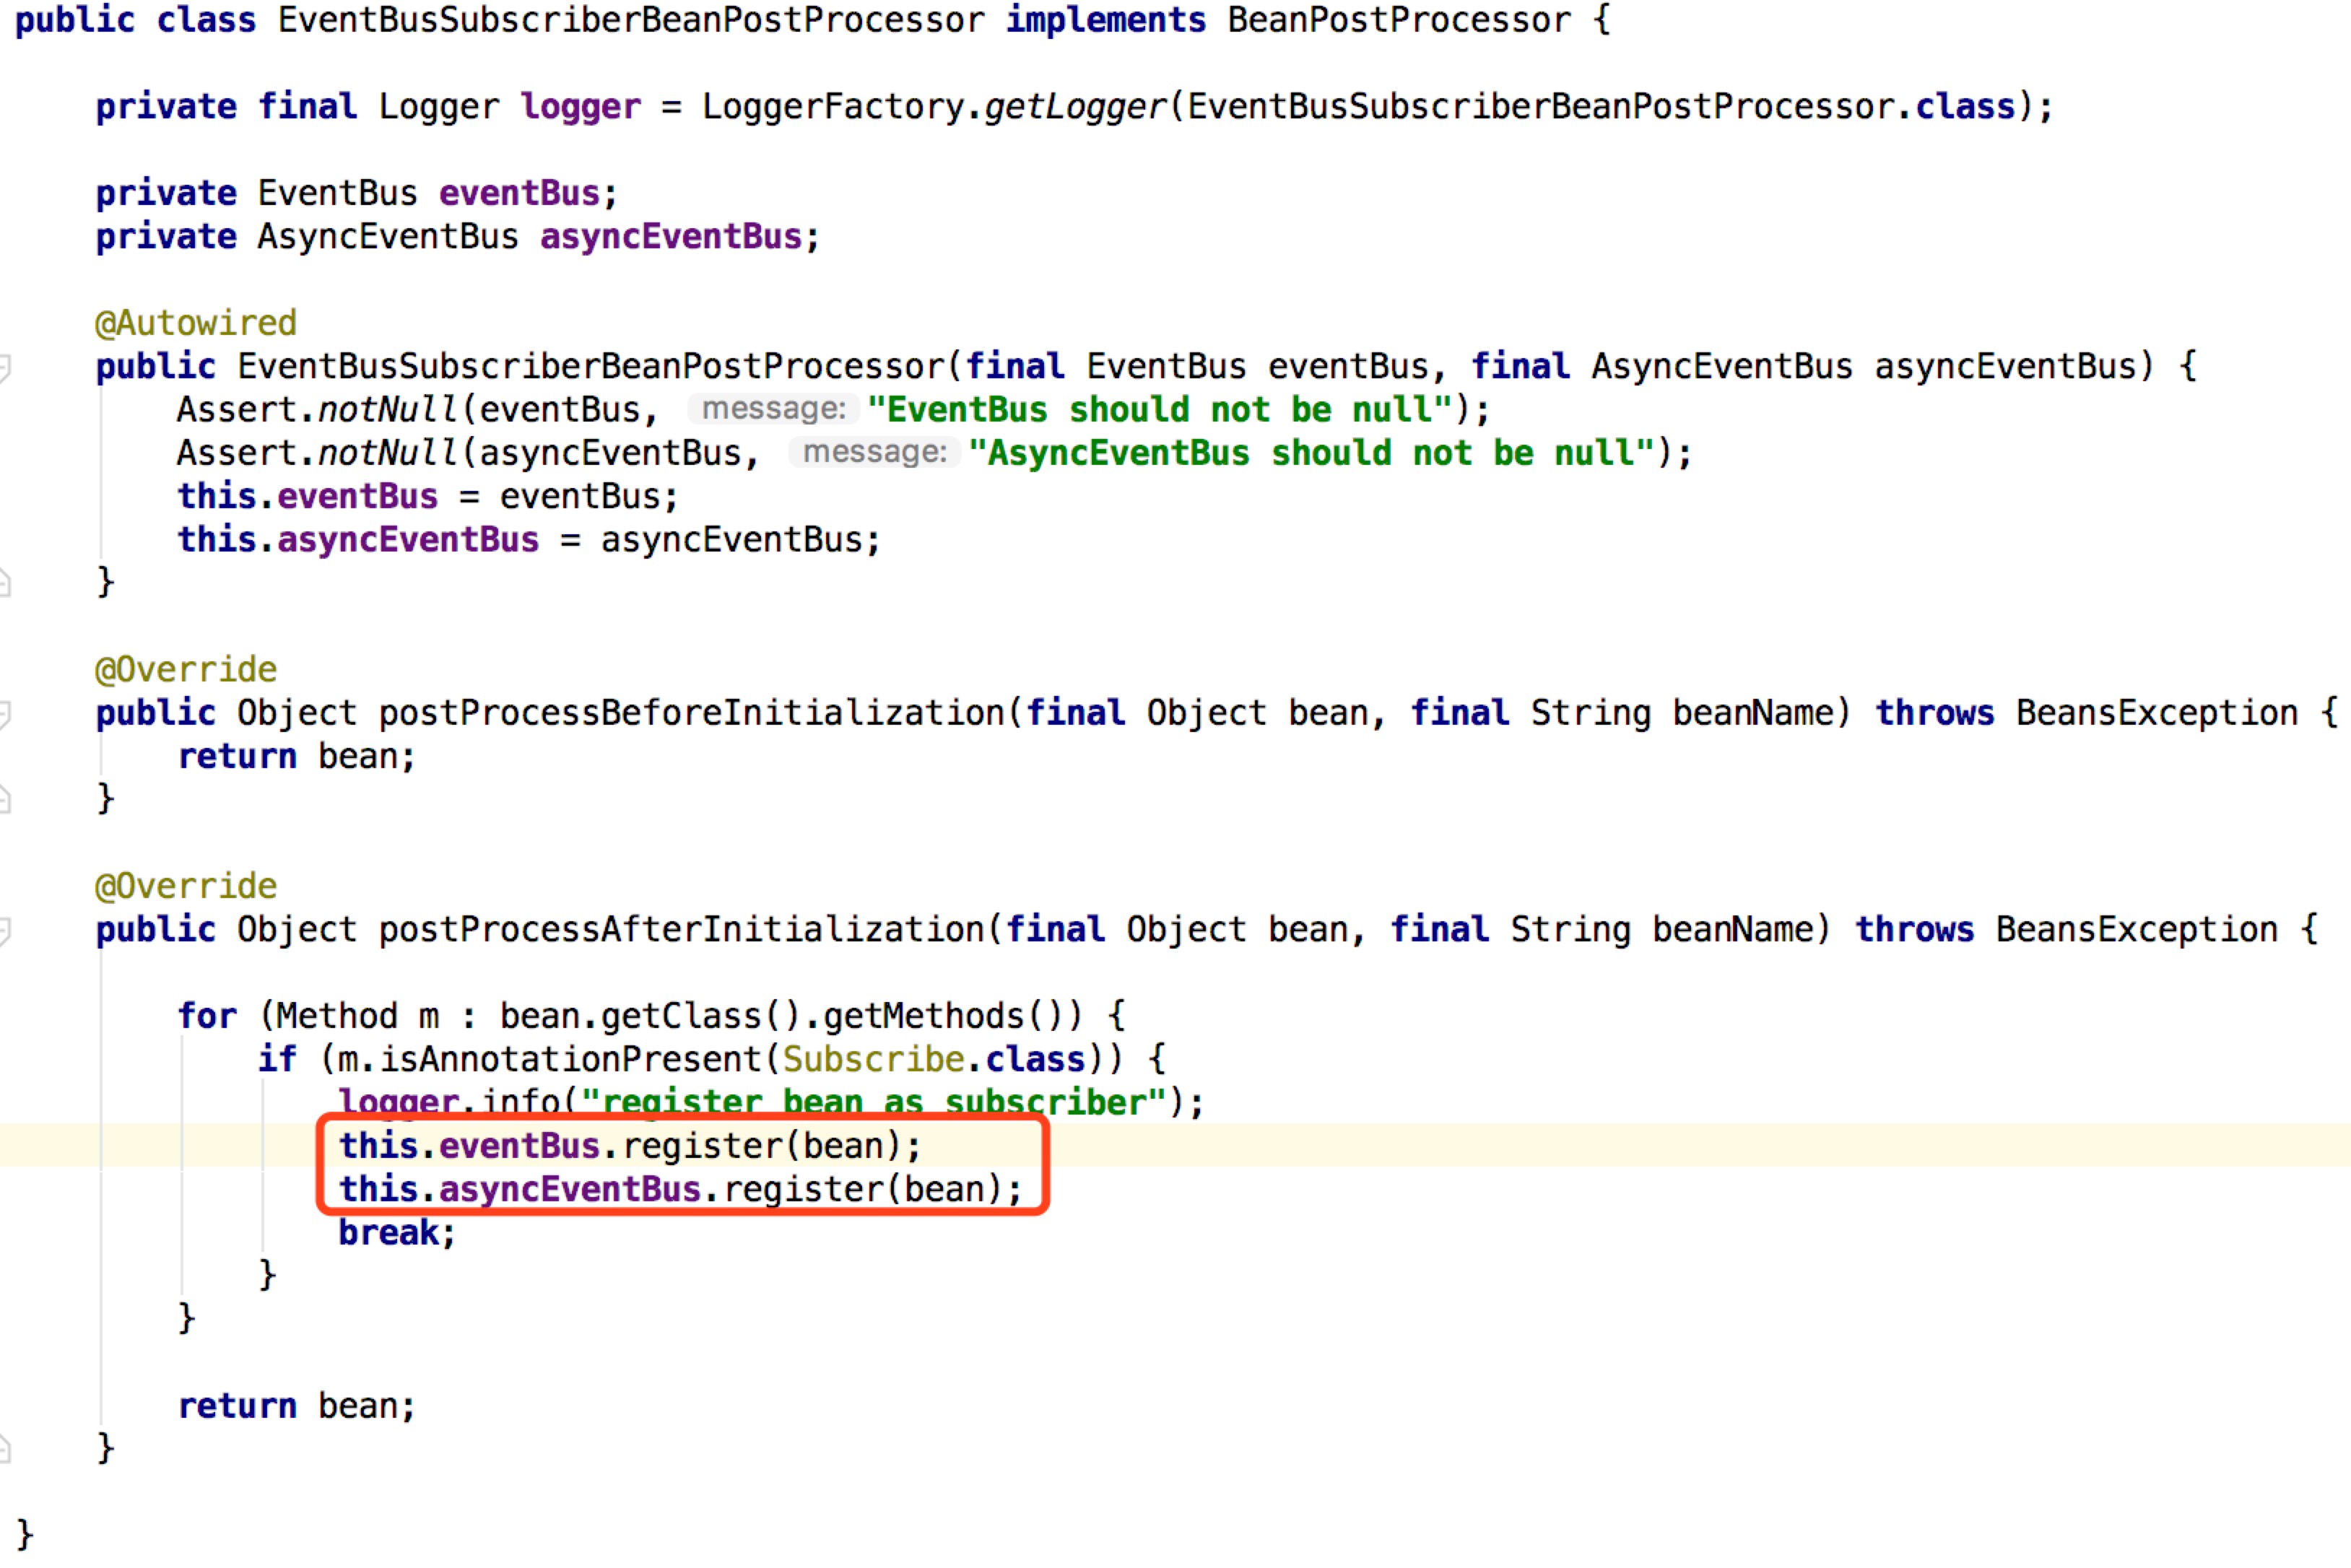 public class EventBusSubscriberBeanPostProcessor implements BeanPostProcessor {
private final Logger logger = LoggerFactory.getLogger(EventBusSubscriberBeanPostProcessor.class);
private EventBus eventBus;
private AsyncEventBus asyncEventBus;
@Autowired
public EventBusSubscriberBeanPostProcessor(final EventBus eventBus, final AsyncEventBus asyncEventBus) {
Assert.notNull(eventBus, message: "EventBus should not be null");
Assert.notNull(asyncEventBus, message: "AsyncEventBus should not be null");
this.eventBus = eventBus;
this.asyncEventBus = asyncEventBus;
}
@Override
public Object postProcessBeforeInitialization(final Object bean, final String beanName) throws BeansException {
return bean;
}
@Override
public Object postProcessAfterInitialization(final Object bean, final String beanName) throws BeansException {
for (Method m : bean.getClass().getMethods()) {
if (m.isAnnotationPresent(Subscribe.class)) {
logger.info("register bean as subscriber");
this.eventBus.register(bean);
this.asyncEventBus.register(bean);
break;
}
}
return bean;
}
}